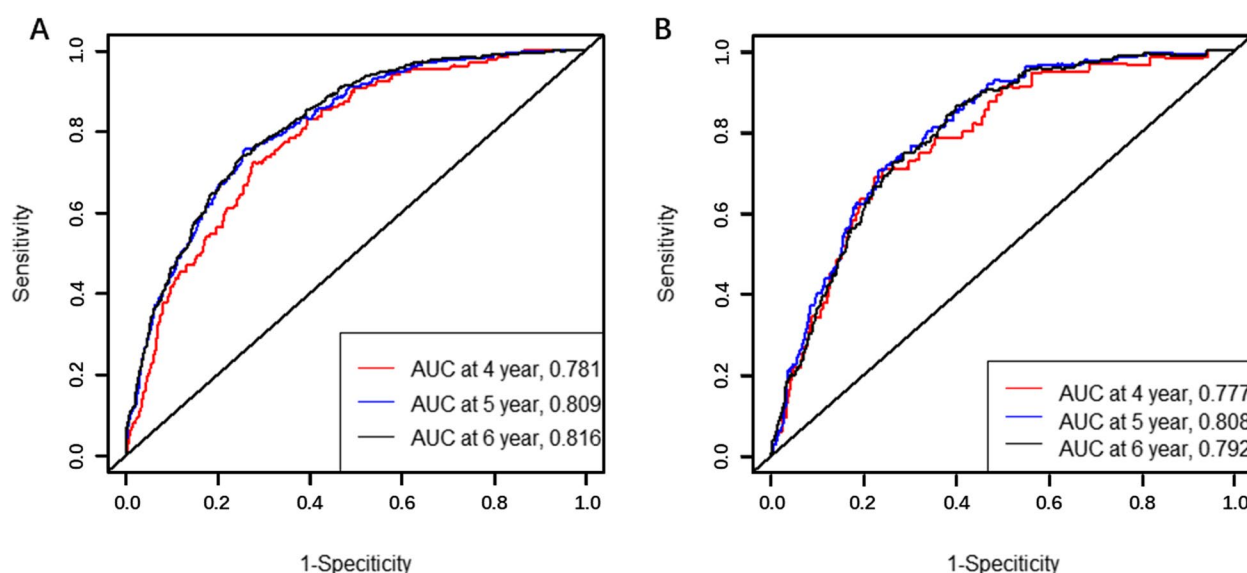 A
Sensitivity
1.0
0.8
0.6
0.4
0.2
0.0
AUC at 4 year, 0.781
AUC at 5 year, 0.809
AUC at 6 year, 0.816
0.0 0.2 0.4 0.6 0.8 1.0
1-Speciticity
B
Sensitivity
1.0
0.8
0.6
0.4
0.2
0.0
AUC at 4 year, 0.777
AUC at 5 year, 0.808
AUC at 6 year, 0.792
0.0 0.2 0.4 0.6 0.8 1.0
1-Speciticity